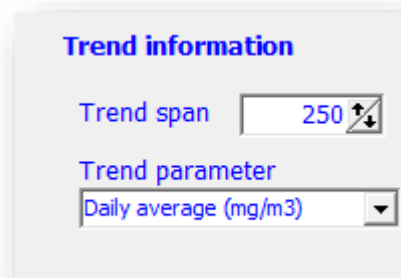 Trend information
Trend span 250
Trend parameter
Daily average (mg/m3)